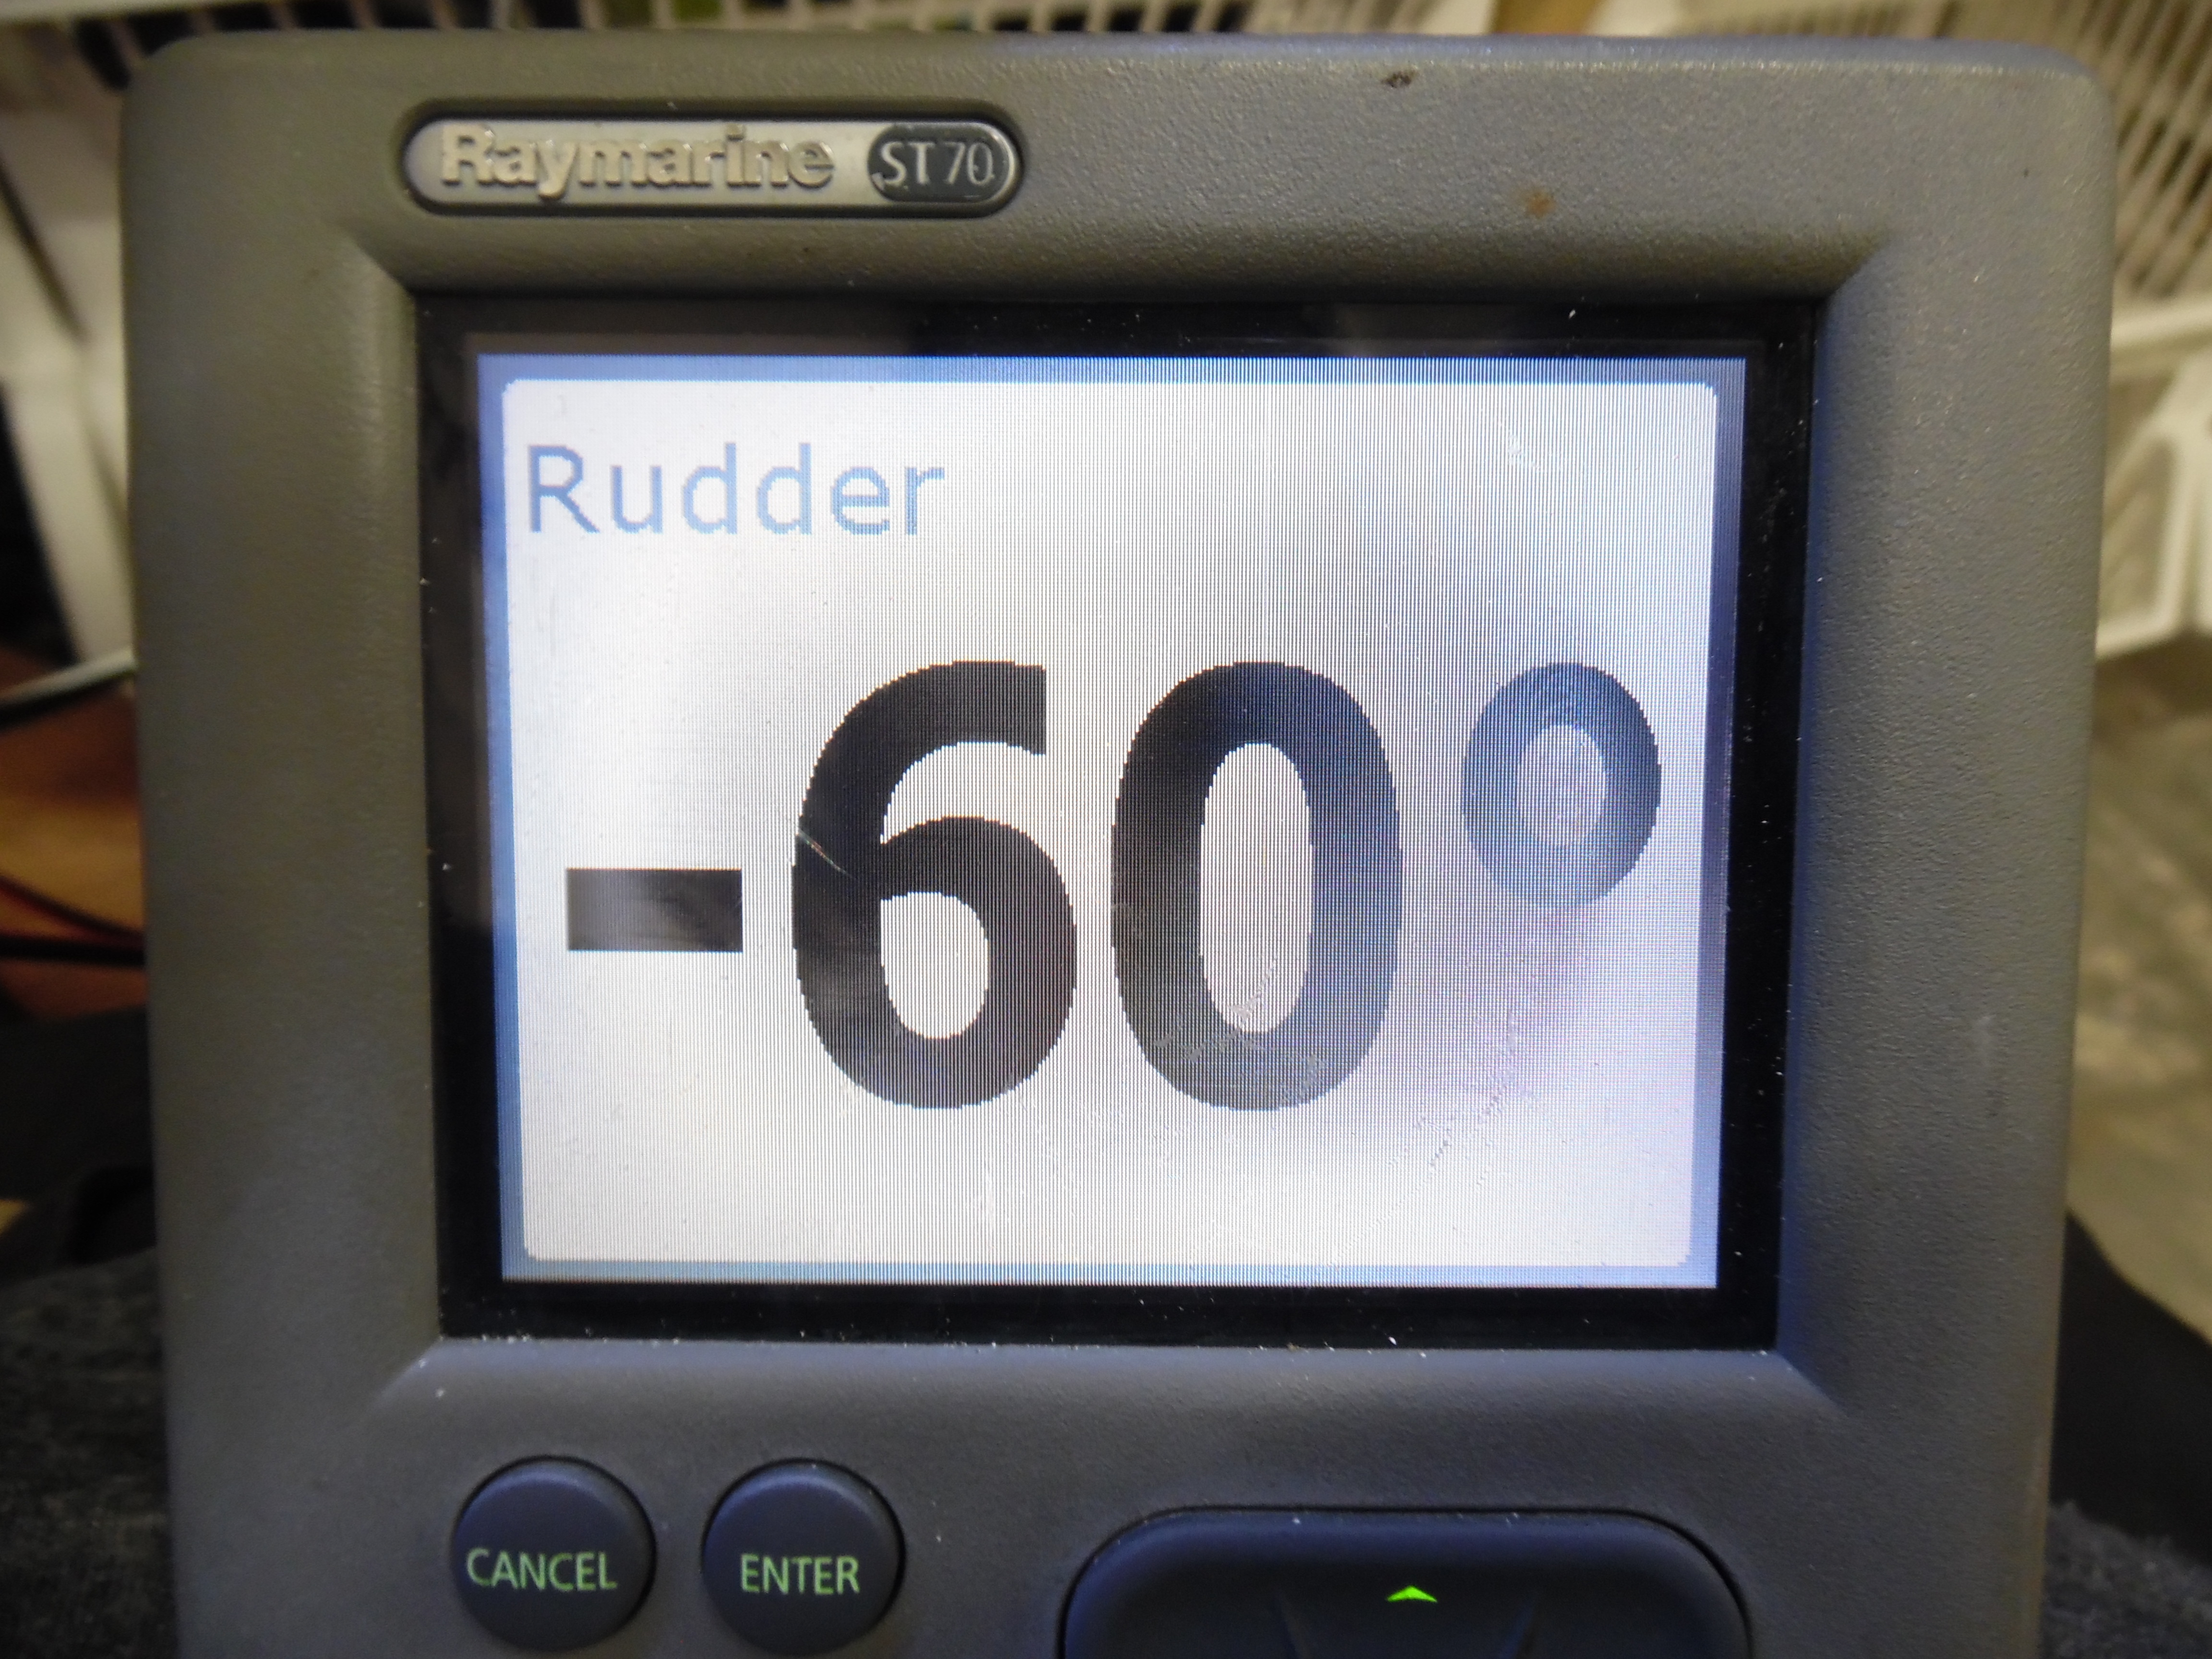 Raymarine ST70
Rudder
-60°
CANCEL ENTER